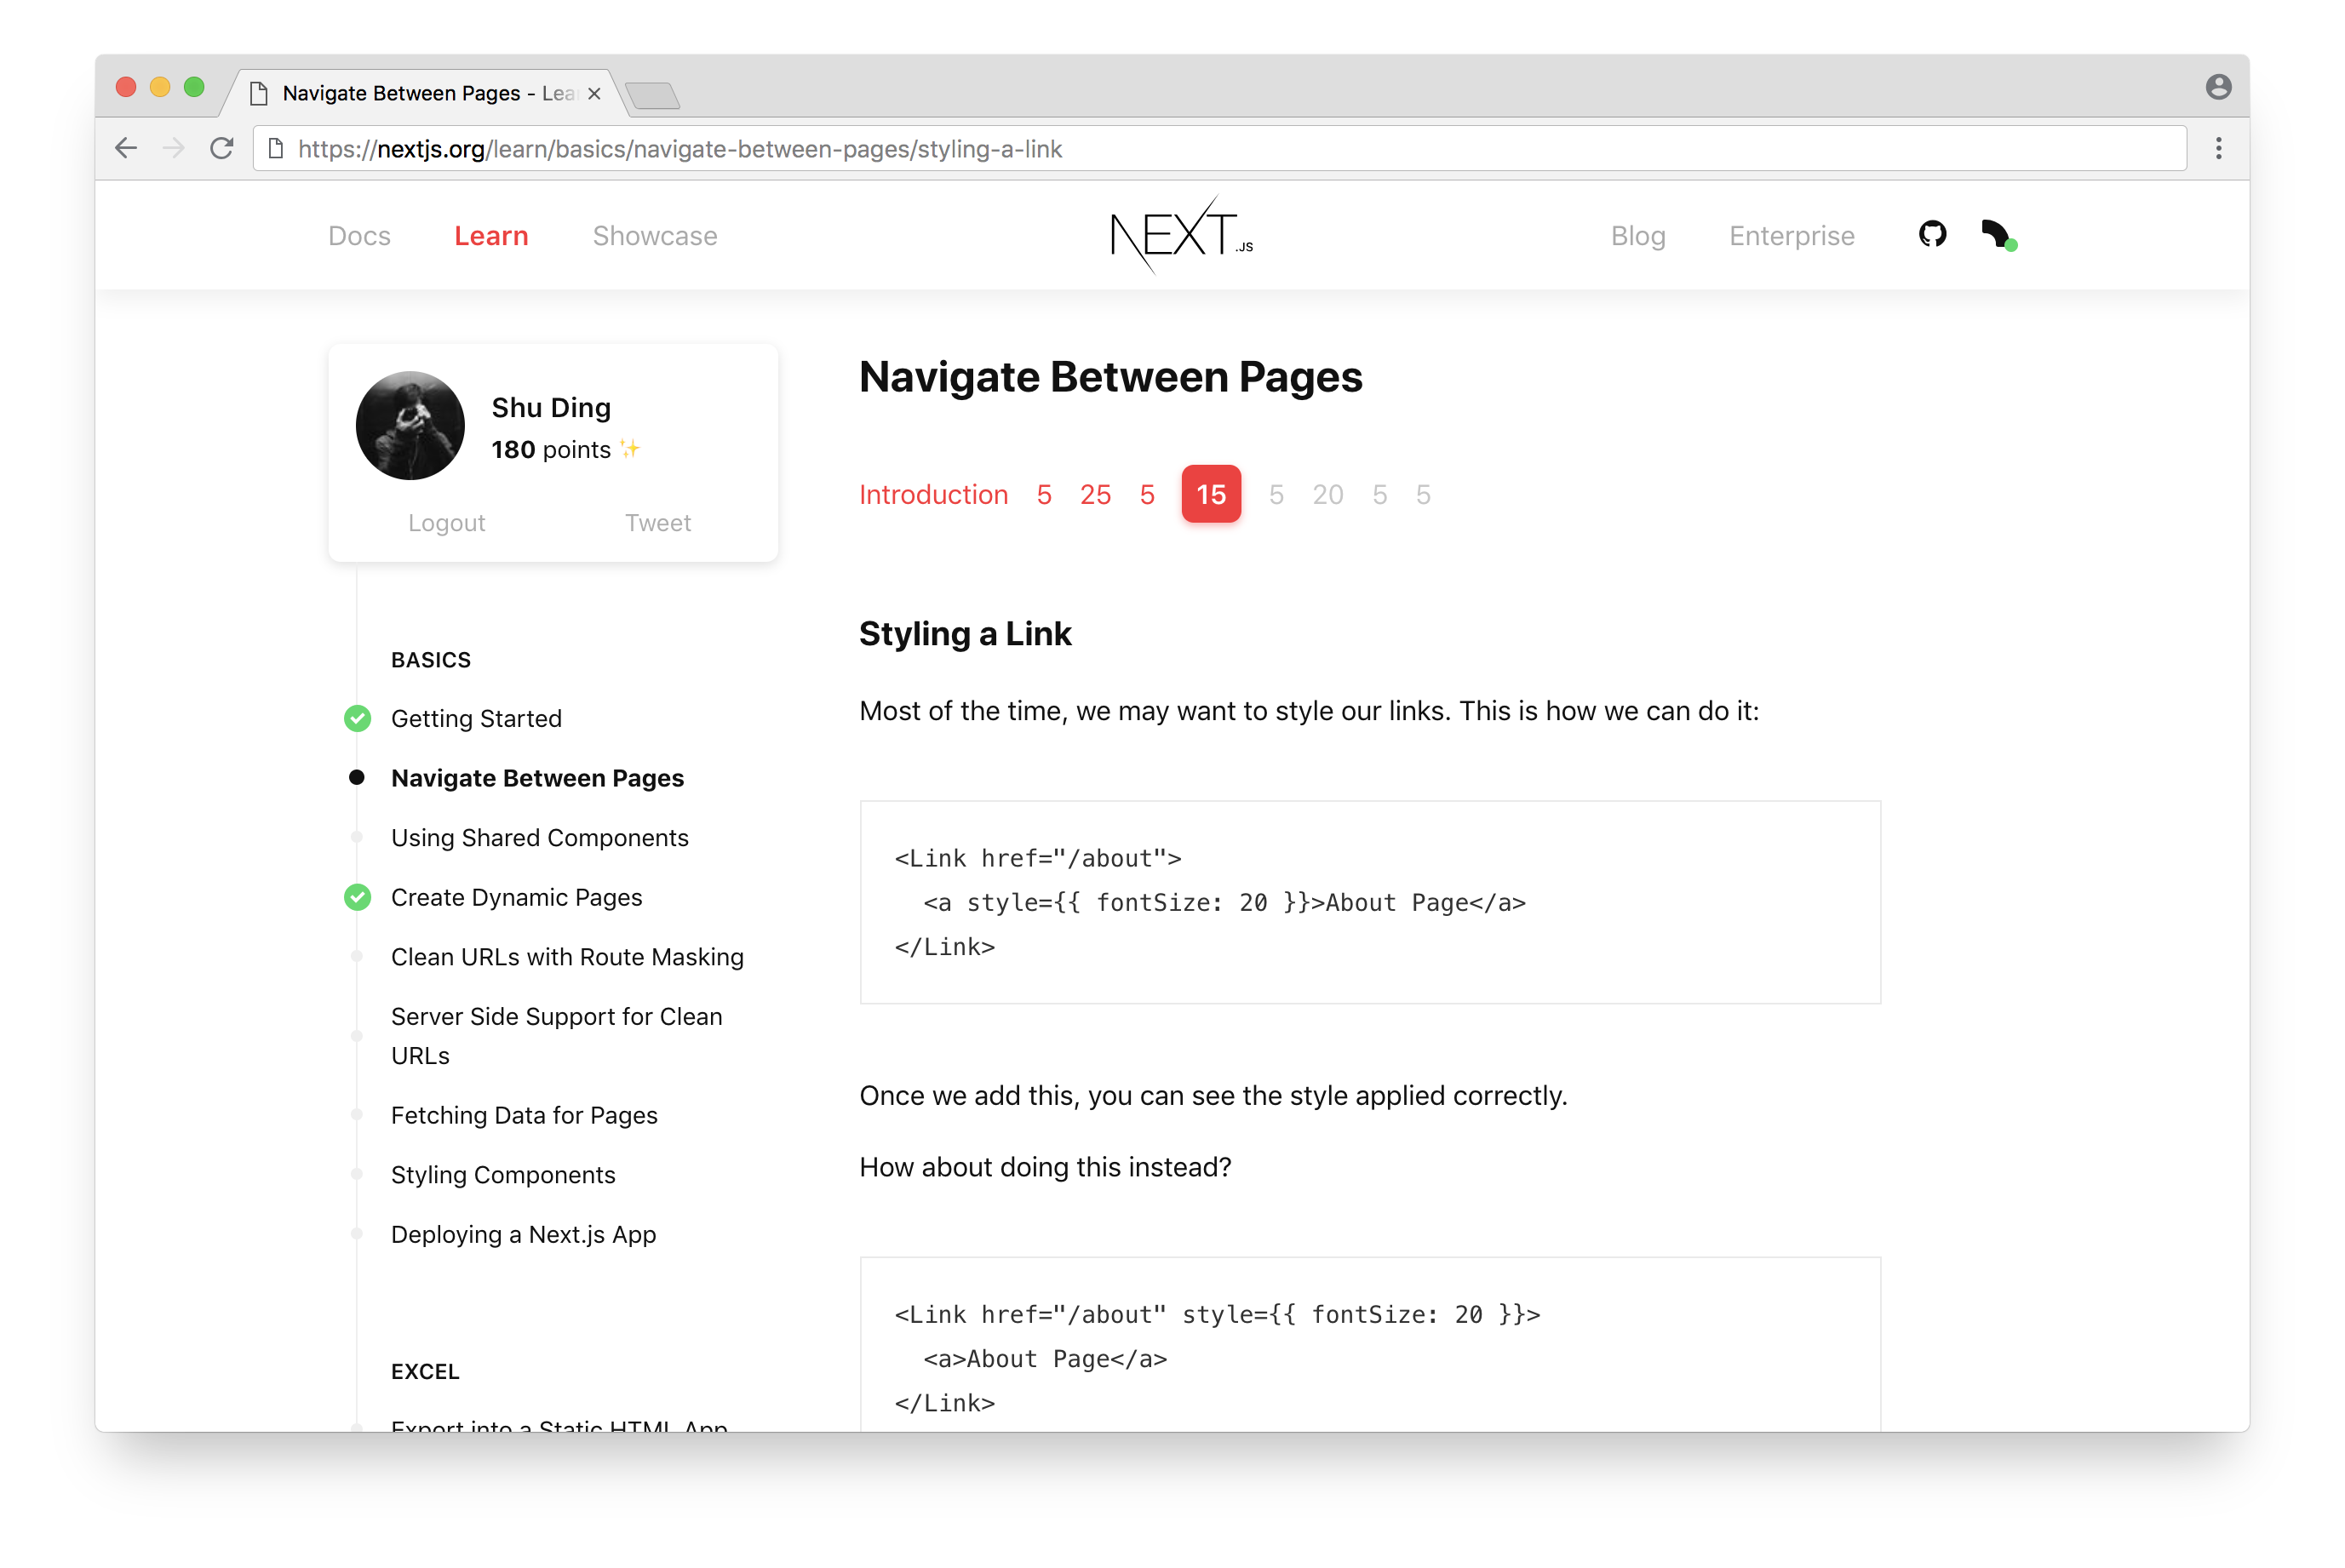 Navigate Between Pages - Lea
https://nextjs.org/learn/basics/navigate-between-pages/styling-a-link
Docs Learn Showcase NEXT.JS Blog Enterprise
Shu Ding
180 points ✨
Logout Tweet
BASICS
Getting Started
Navigate Between Pages
Using Shared Components
Create Dynamic Pages
Clean URLs with Route Masking
Server Side Support for Clean
URLs
Fetching Data for Pages
Styling Components
Deploying a Next.js App
EXCEL
Export into a Static HTML App
Navigate Between Pages
Introduction 5 25 5 15 5 20 5 5
Styling a Link
Most of the time, we may want to style our links. This is how we can do it:
<Link href="/about">
  <a style={{ fontSize: 20 }}>About Page</a>
</Link>
Once we add this, you can see the style applied correctly.
How about doing this instead?
<Link href="/about" style={{ fontSize: 20 }}>
  <a>About Page</a>
</Link>